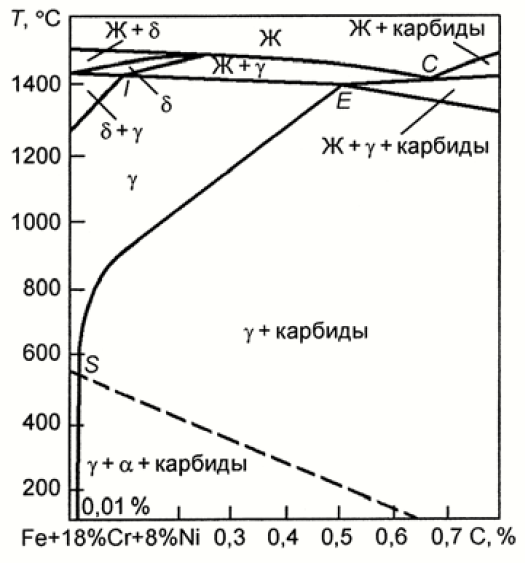 T, °C
Ж + δ
Ж
Ж + карбиды
1400
Ж + γ
C
I
δ
E
δ + γ
Ж + γ + карбиды
1200
γ
1000
800
γ + карбиды
600
S
400
γ + α + карбиды
200
0,01 %
Fe+18%Cr+8%Ni 0,3 0,4 0,5 0,6 0,7 C, %